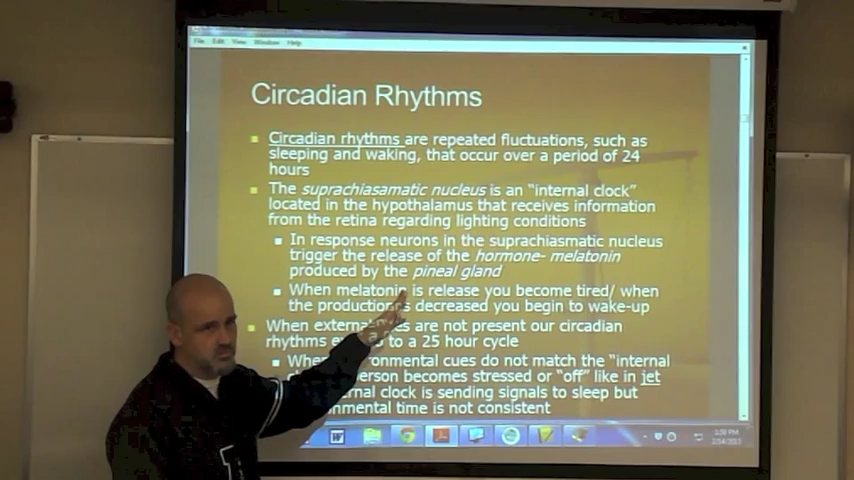 File Edit View Window Help
Circadian Rhythms
Circadian rhythms are repeated fluctuations, such as
sleeping and waking, that occur over a period of 24
hours
The suprachiasamatic nucleus is an “internal clock”
located in the hypothalamus that receives information
from the retina regarding lighting conditions
In response neurons in the suprachiasmatic nucleus
trigger the release of the hormone- melatonin
produced by the pineal gland
When melatonin is release you become tired/ when
the production decreased you begin to wake-up
When external are not present our circadian
rhythms to a 25 hour cycle
environmental cues do not match the “internal
person becomes stressed or “off” like in jet
internal clock is sending signals to sleep but
environmental time is not consistent
W